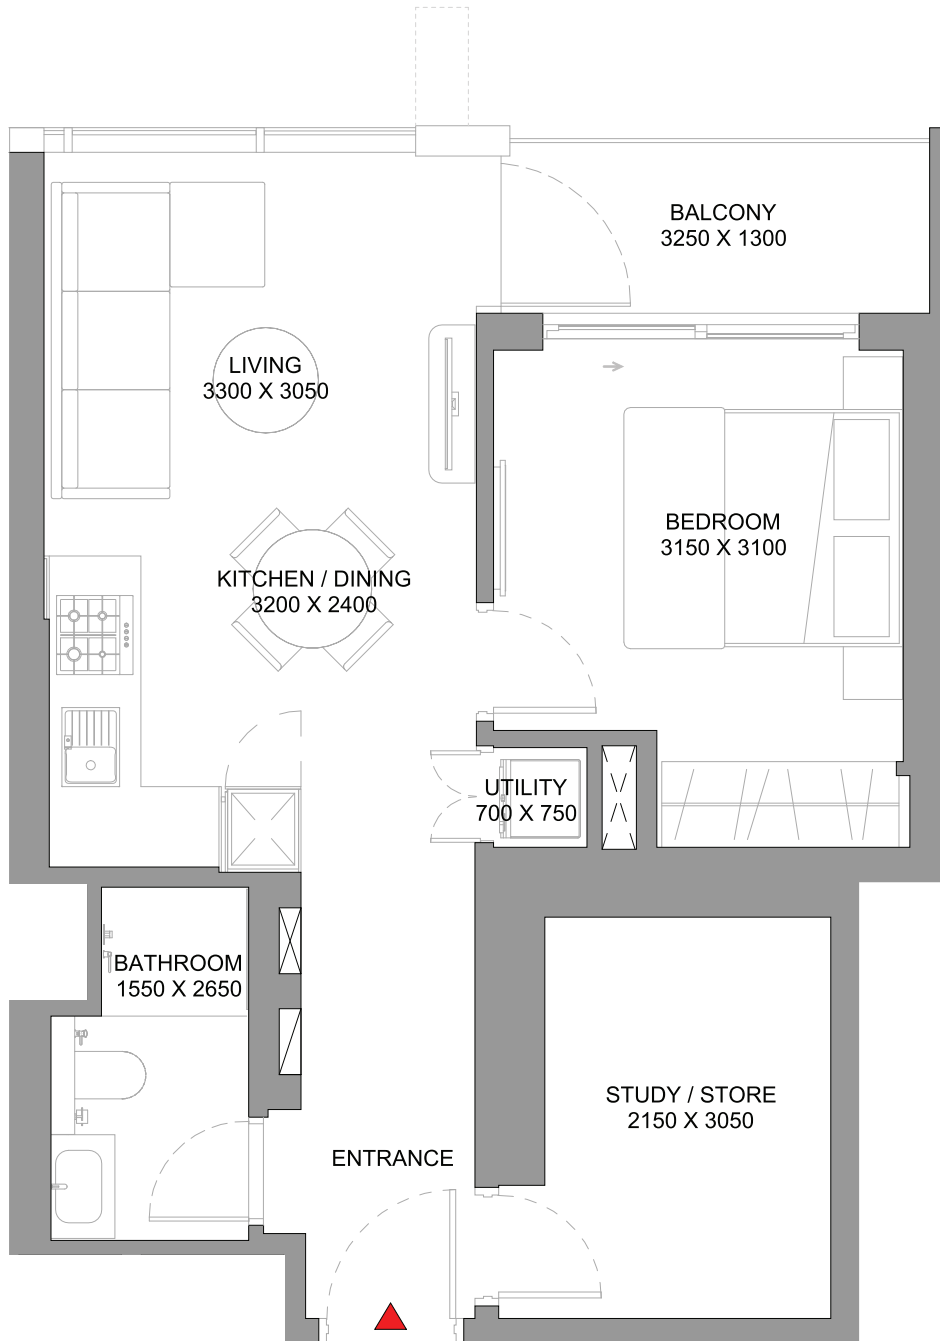 BALCONY
3250 X 1300
LIVING
3300 X 3050
BEDROOM
3150 X 3100
KITCHEN / DINING
3200 X 2400
UTILITY
700 X 750
BATHROOM
1550 X 2650
STUDY / STORE
2150 X 3050
ENTRANCE